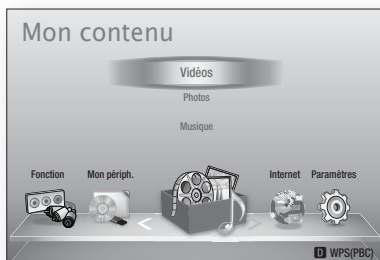 Mon contenu
Vidéos
Photos
Musique
Fonction Mon périph. Internet Paramètres
D WPS(PBC)